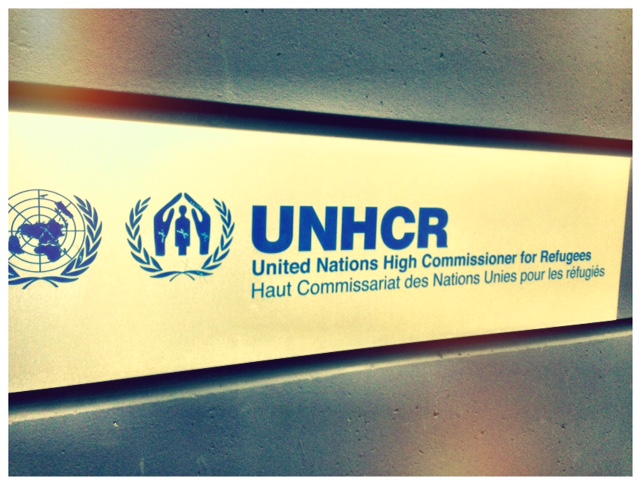 UNHCR
United Nations High Commissioner for Refugees
Haut Commissariat des Nations Unies pour les réfugiés